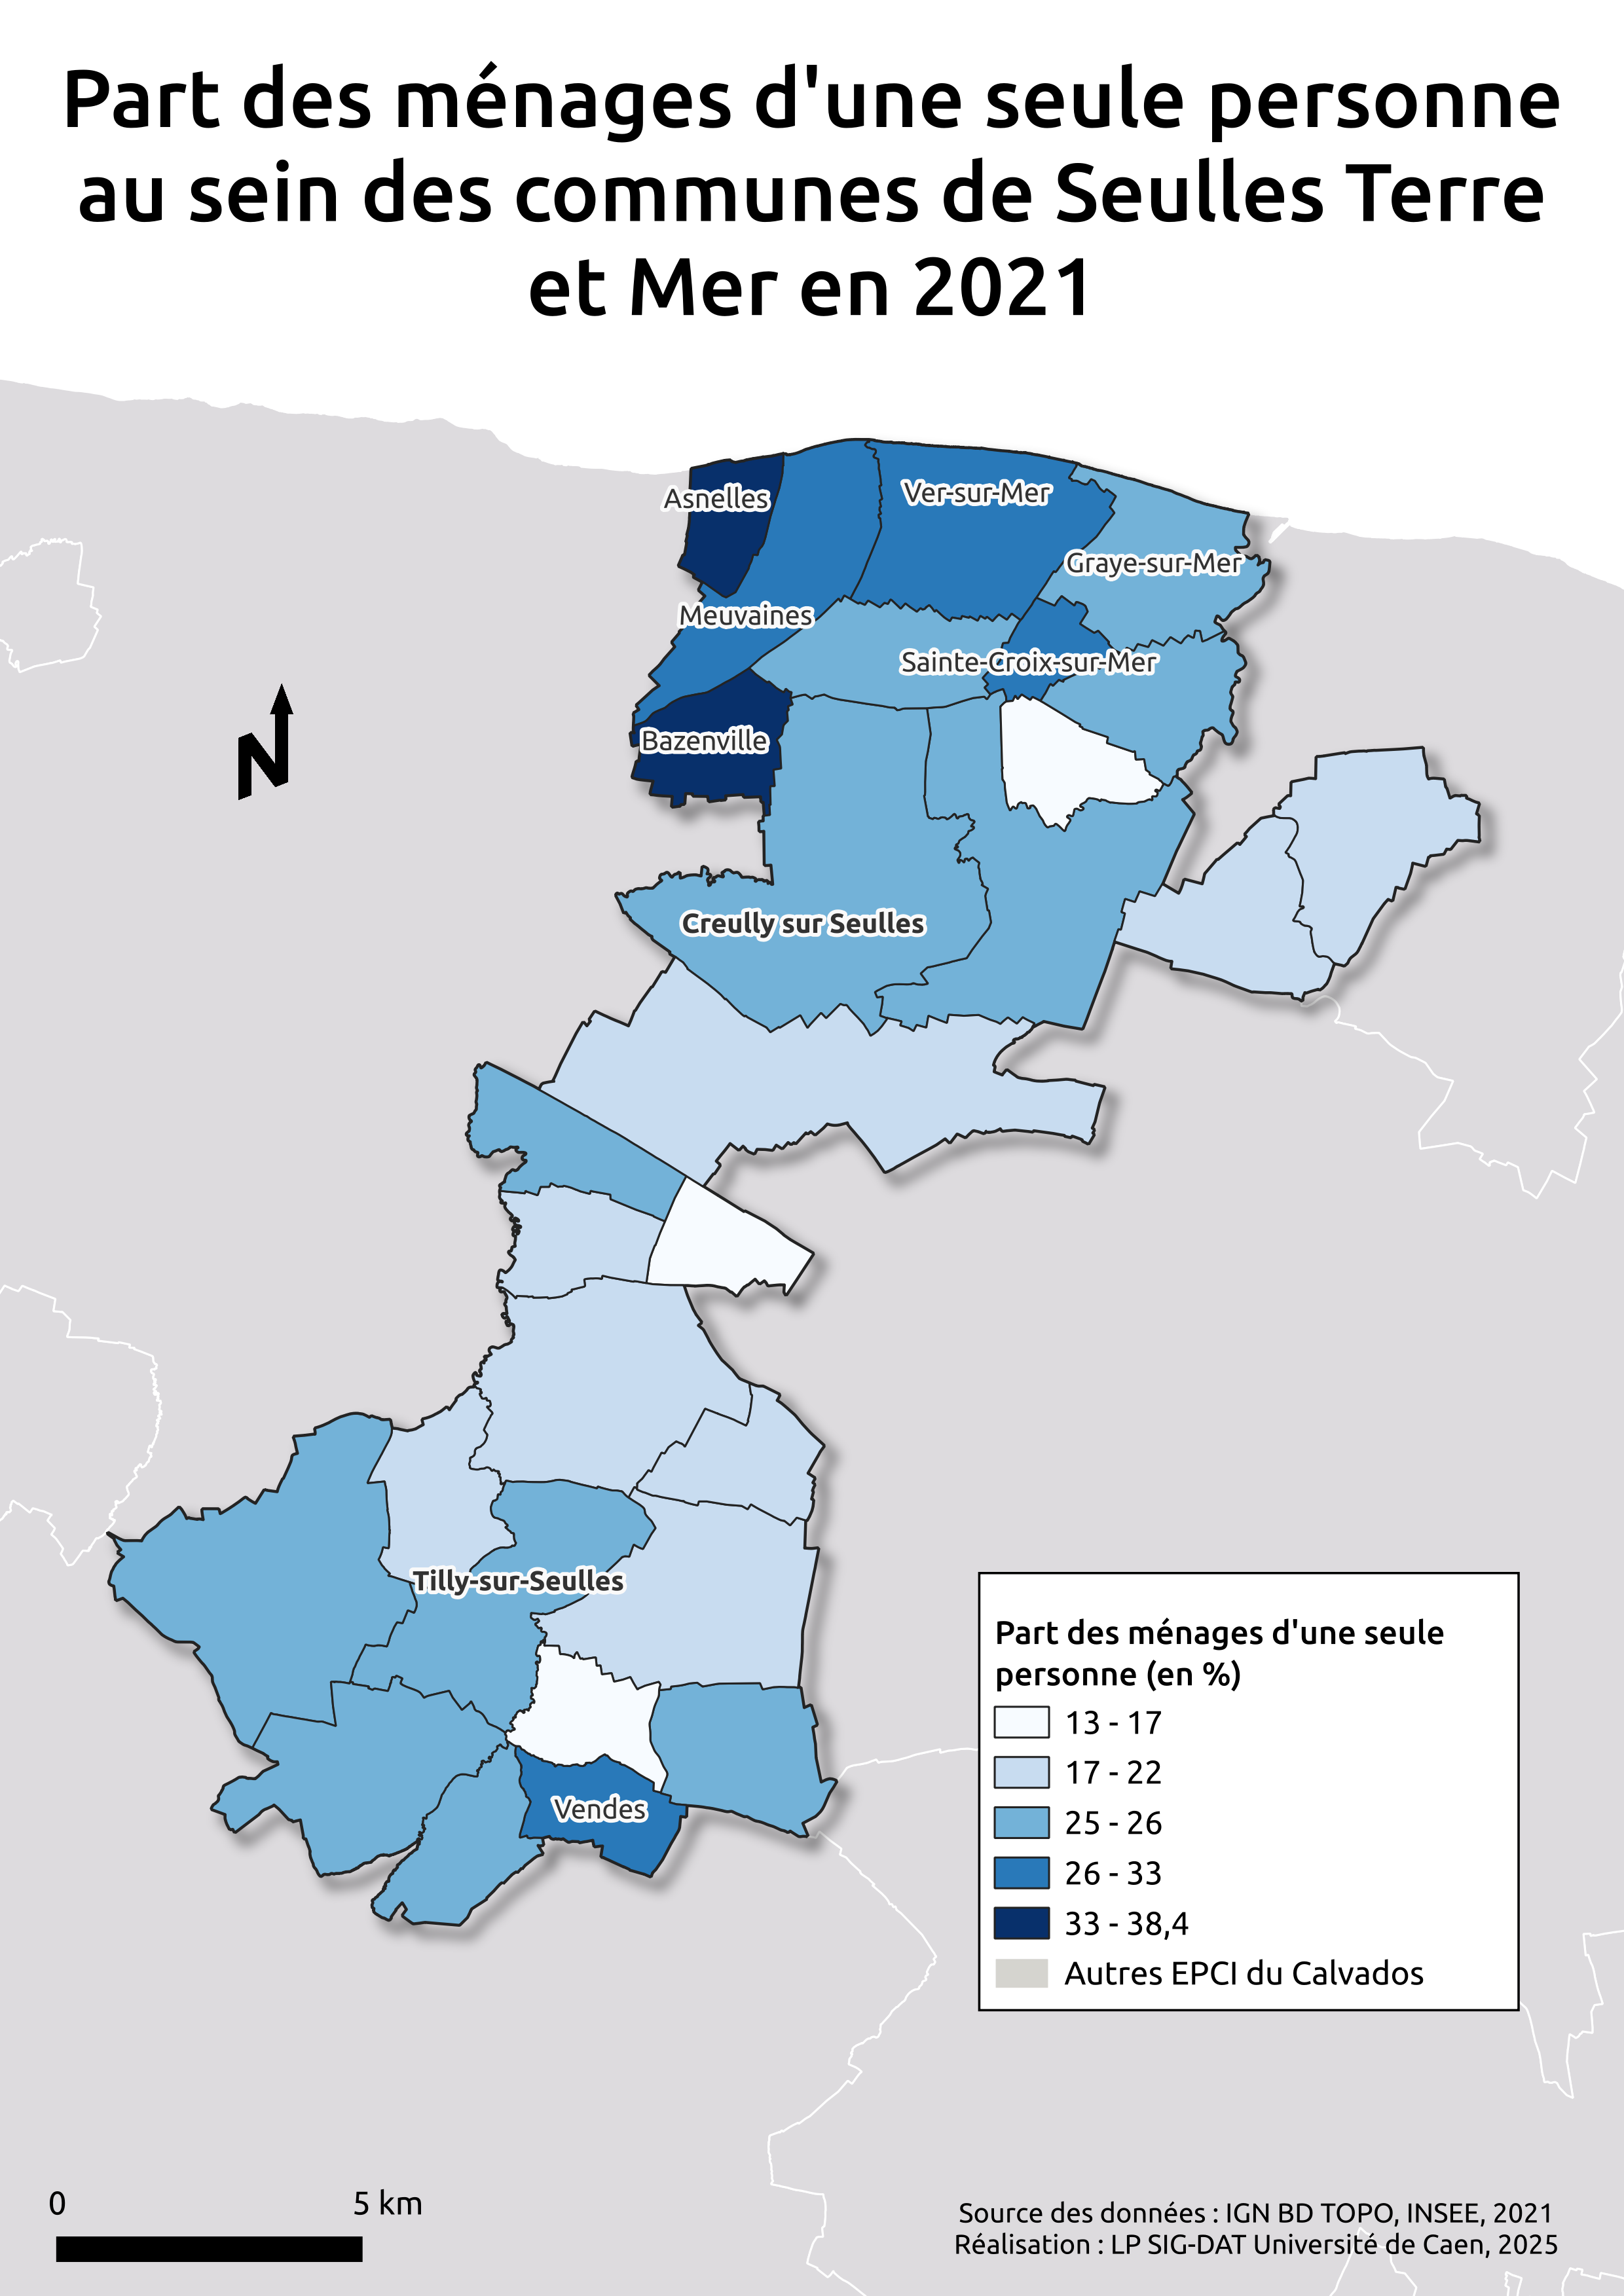 Part des ménages d'une seule personne
au sein des communes de Seulles Terre
et Mer en 2021
Asnelles
Ver-sur-Mer
Graye-sur-Mer
Meuvaines
Sainte-Croix-sur-Mer
N
Bazenville
Creully sur Seulles
Tilly-sur-Seulles
Vendes
Part des ménages d'une seule
personne (en %)
13 - 17
17 - 22
25 - 26
26 - 33
33 - 38,4
Autres EPCI du Calvados
0
5 km
Source des données : IGN BD TOPO, INSEE, 2021
Réalisation : LP SIG-DAT Université de Caen, 2025